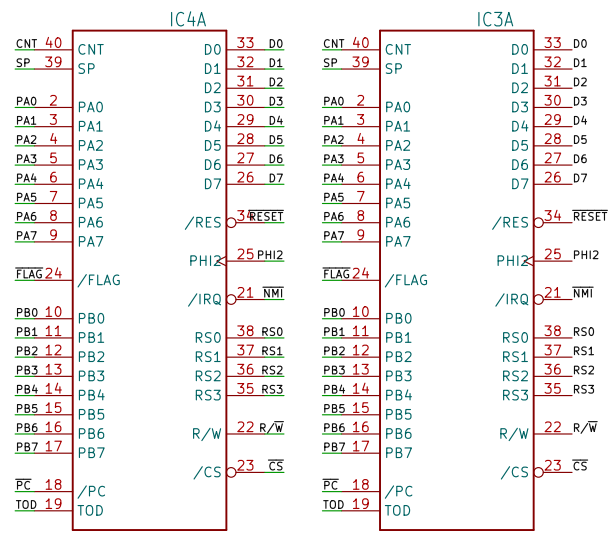 IC4A
CNT 40 CNT D0 33 D0
SP 39 SP D1 32 D1
D2 31 D2
PA0 2 PA0 D3 30 D3
PA1 3 PA1 D4 29 D4
PA2 4 PA2 D5 28 D5
PA3 5 PA3 D6 27 D6
PA4 6 PA4 D7 26 D7
PA5 7 PA5
PA6 8 PA6 /RES 34 RESET
PA7 9 PA7
PHI2 25 PHI2
FLAG 24 /FLAG
/IRQ 21 NMI
PB0 10 PB0
PB1 11 PB1 RS0 38 RS0
PB2 12 PB2 RS1 37 RS1
PB3 13 PB3 RS2 36 RS2
PB4 14 PB4 RS3 35 RS3
PB5 15 PB5
PB6 16 PB6 R/W 22 R/W
PB7 17 PB7
/CS 23 CS
PC 18 /PC
TOD 19 TOD
IC3A
CNT 40 CNT D0 33 D0
SP 39 SP D1 32 D1
D2 31 D2
PA0 2 PA0 D3 30 D3
PA1 3 PA1 D4 29 D4
PA2 4 PA2 D5 28 D5
PA3 5 PA3 D6 27 D6
PA4 6 PA4 D7 26 D7
PA5 7 PA5
PA6 8 PA6 /RES 34 RESET
PA7 9 PA7
PHI2 25 PHI2
FLAG 24 /FLAG
/IRQ 21 NMI
PB0 10 PB0
PB1 11 PB1 RS0 38 RS0
PB2 12 PB2 RS1 37 RS1
PB3 13 PB3 RS2 36 RS2
PB4 14 PB4 RS3 35 RS3
PB5 15 PB5
PB6 16 PB6 R/W 22 R/W
PB7 17 PB7
/CS 23 CS
PC 18 /PC
TOD 19 TOD